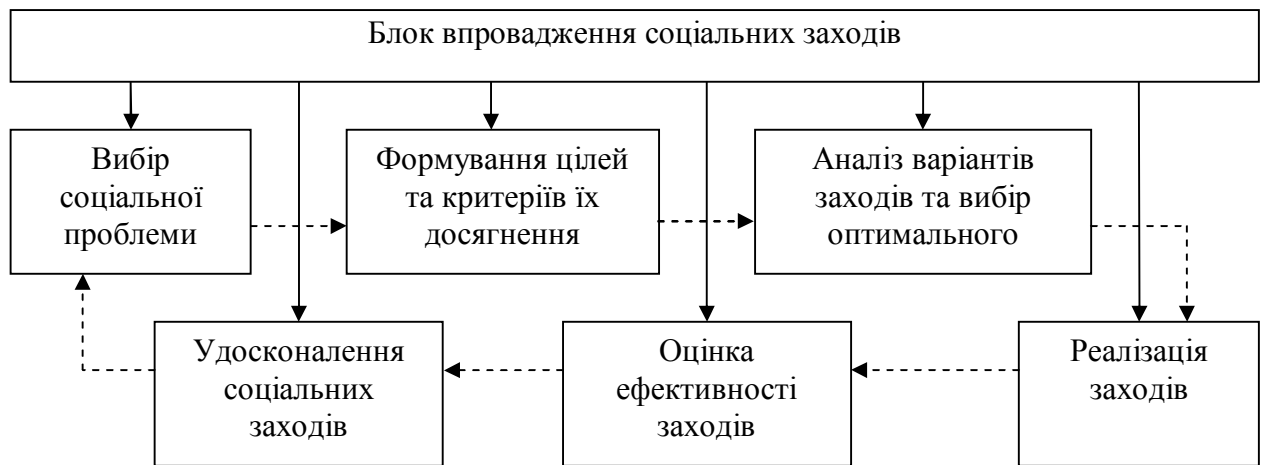 Блок впровадження соціальних заходів
Вибір
соціальної
проблеми
Формування цілей
та критеріїв їх
досягнення
Аналіз варіантів
заходів та вибір
оптимального
Удосконалення
соціальних
заходів
Оцінка
ефективності
заходів
Реалізація
заходів